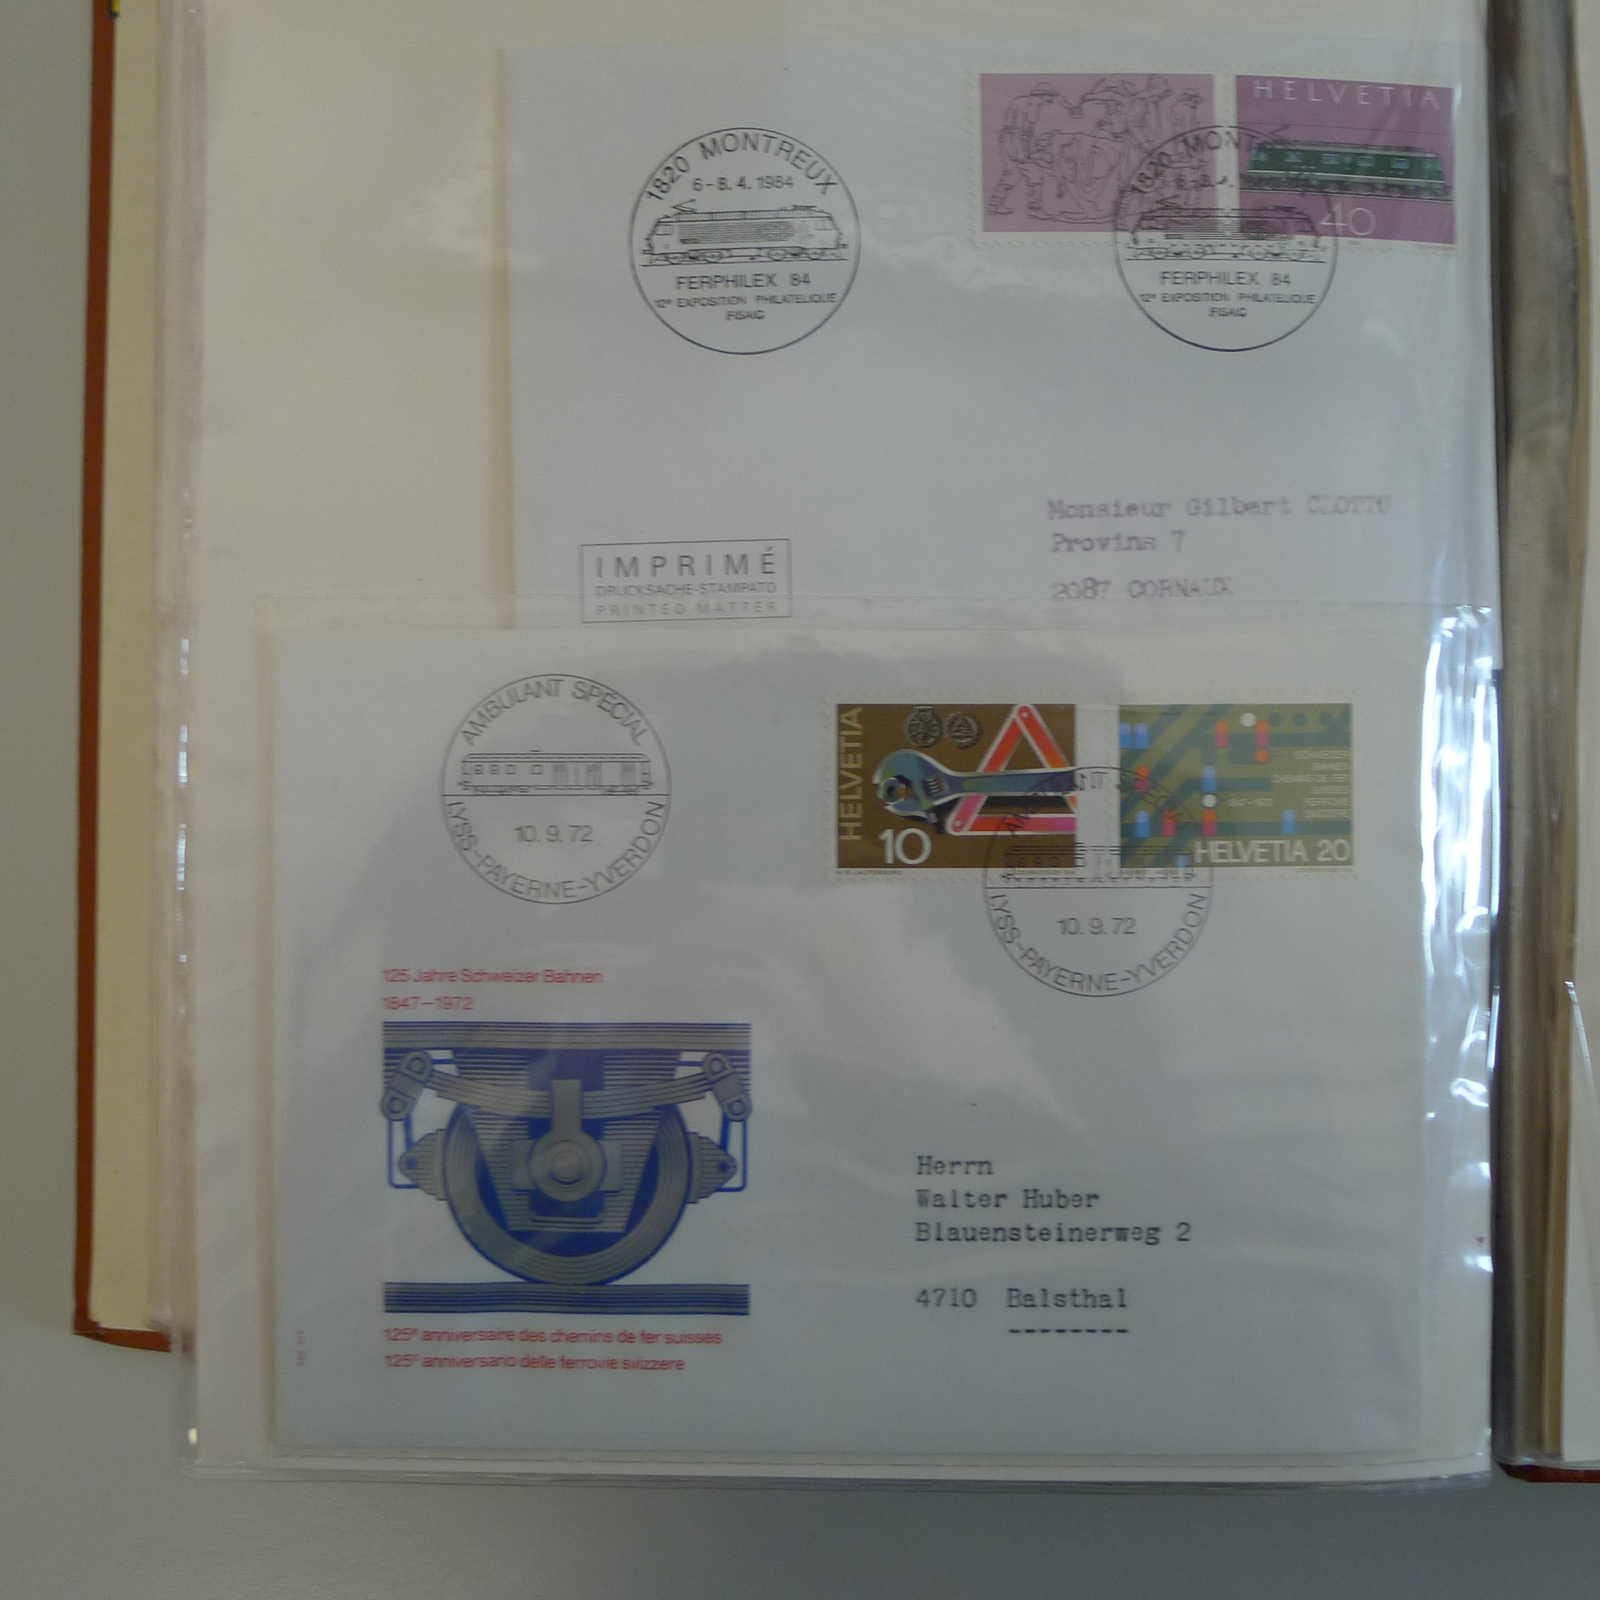 HELVETIA
40
1820 MONTREUX
6-8.4.1984
FERPHILEX 84
12e EXPOSITION PHILATELIQUE
FISAIC
1820 MONT
FERPHILEX 84
12e EXPOSITION PHILATELIQUE
FISAIC
Monsieur Gilbert CLOTTU
Provins 7
2087 CORNAUX
IMPRIMÉ
DRUCKSACHE-STAMPATO
PRINTED MATTER
AMBULANT SPÉCIAL
10.9.72
LYSS-PAYERNE-YVERDON
HELVETIA
10
HELVETIA 20
10.9.72
LYSS-PAYERNE-YVERDON
125 Jahre Schweizer Bahnen
1847–1972
125e anniversaire des chemins de fer suisses
125° anniversario delle ferrovie svizzere
Herrn
Walter Huber
Blauensteinerweg 2
4710 Balsthal